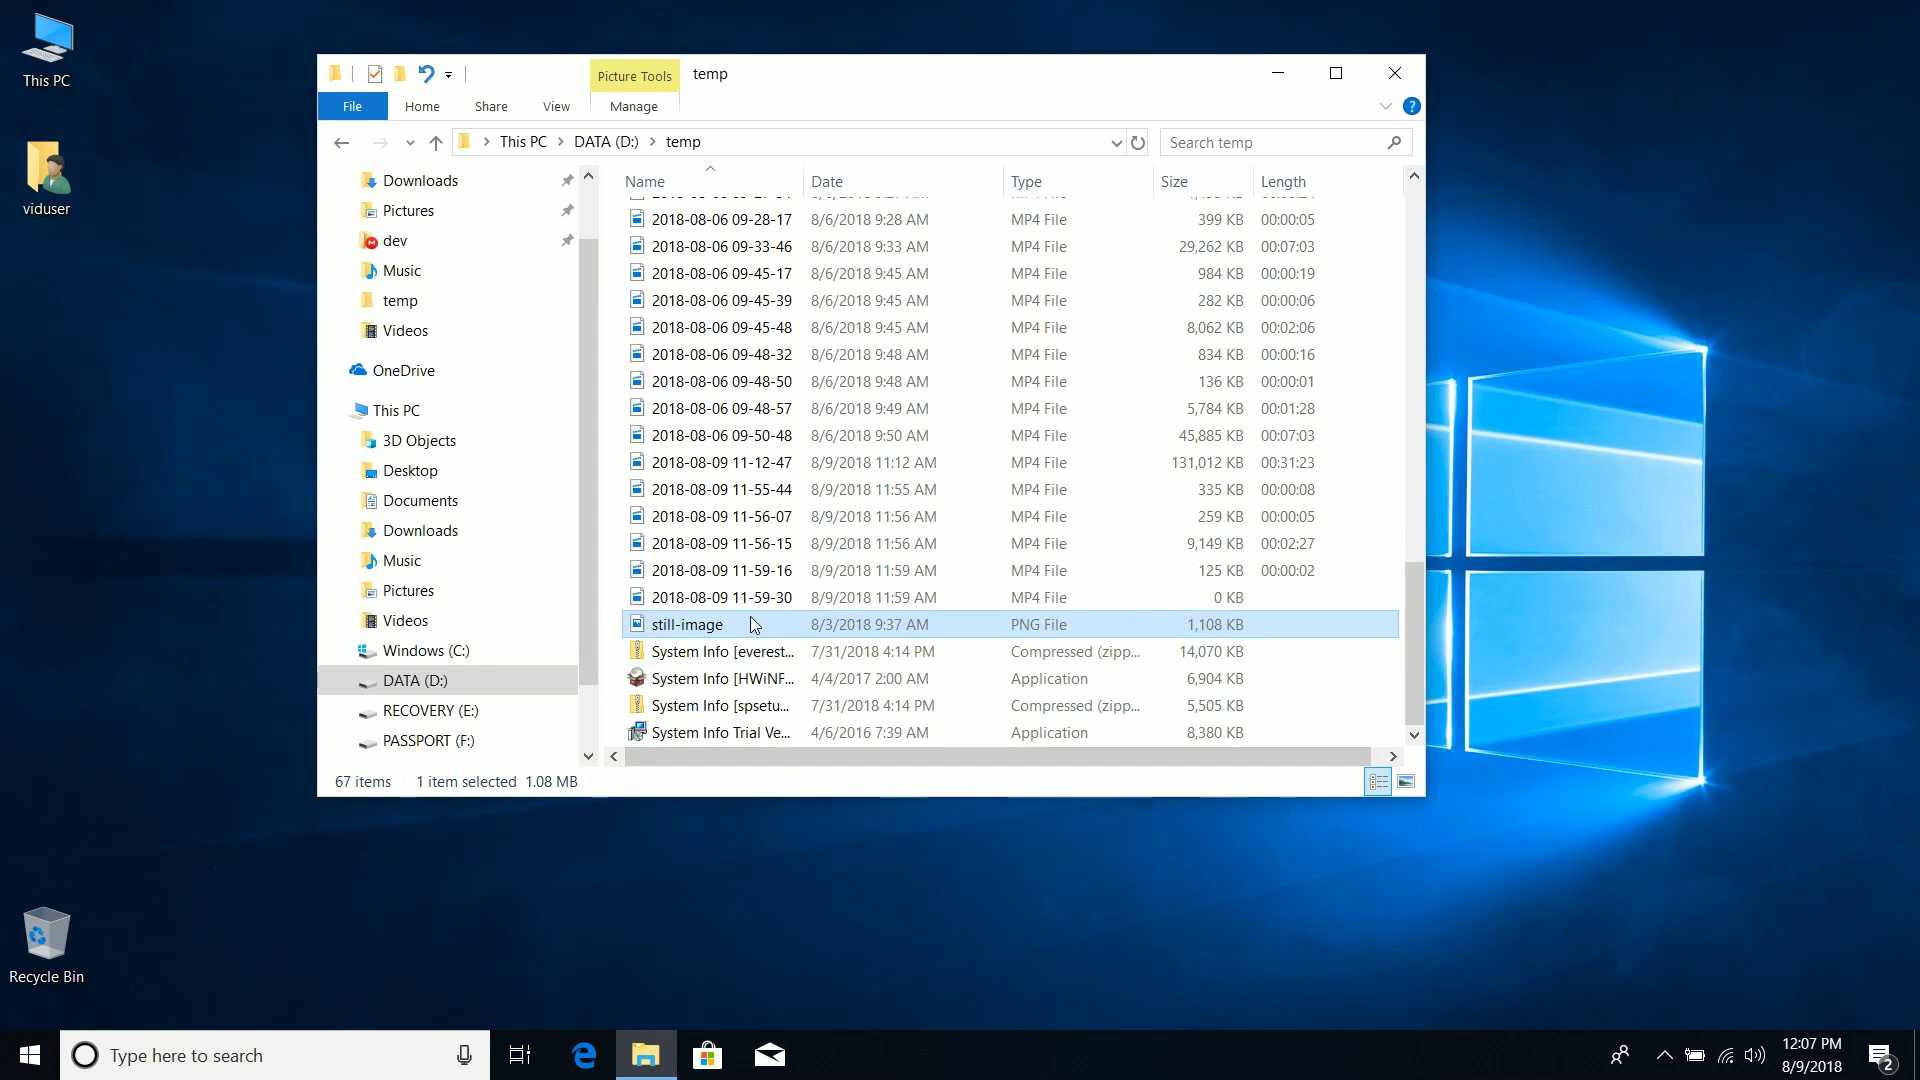 This PC
viduser
Recycle Bin
Picture Tools
temp
File
Home
Share
View
Manage
?
This PC
DATA (D:)
temp
Search temp
Downloads
Pictures
dev
Music
temp
Videos
OneDrive
This PC
3D Objects
Desktop
Documents
Downloads
Music
Pictures
Videos
Windows (C:)
DATA (D:)
RECOVERY (E:)
PASSPORT (F:)
Name Date Type Size Length
2018-08-06 09-28-17 8/6/2018 9:28 AM MP4 File 399 KB 00:00:05
2018-08-06 09-33-46 8/6/2018 9:33 AM MP4 File 29,262 KB 00:07:03
2018-08-06 09-45-17 8/6/2018 9:45 AM MP4 File 984 KB 00:00:19
2018-08-06 09-45-39 8/6/2018 9:45 AM MP4 File 282 KB 00:00:06
2018-08-06 09-45-48 8/6/2018 9:45 AM MP4 File 8,062 KB 00:02:06
2018-08-06 09-48-32 8/6/2018 9:48 AM MP4 File 834 KB 00:00:16
2018-08-06 09-48-50 8/6/2018 9:48 AM MP4 File 136 KB 00:00:01
2018-08-06 09-48-57 8/6/2018 9:49 AM MP4 File 5,784 KB 00:01:28
2018-08-06 09-50-48 8/6/2018 9:50 AM MP4 File 45,885 KB 00:07:03
2018-08-09 11-12-47 8/9/2018 11:12 AM MP4 File 131,012 KB 00:31:23
2018-08-09 11-55-44 8/9/2018 11:55 AM MP4 File 335 KB 00:00:08
2018-08-09 11-56-07 8/9/2018 11:56 AM MP4 File 259 KB 00:00:05
2018-08-09 11-56-15 8/9/2018 11:56 AM MP4 File 9,149 KB 00:02:27
2018-08-09 11-59-16 8/9/2018 11:59 AM MP4 File 125 KB 00:00:02
2018-08-09 11-59-30 8/9/2018 11:59 AM MP4 File 0 KB
still-image 8/3/2018 9:37 AM PNG File 1,108 KB
System Info [everest... 7/31/2018 4:14 PM Compressed (zipp... 14,070 KB
System Info [HWiNF... 4/4/2017 2:00 AM Application 6,904 KB
System Info [spsetu... 7/31/2018 4:14 PM Compressed (zipp... 5,505 KB
System Info Trial Ve... 4/6/2016 7:39 AM Application 8,380 KB
67 items 1 item selected 1.08 MB
Type here to search
12:07 PM
8/9/2018
2